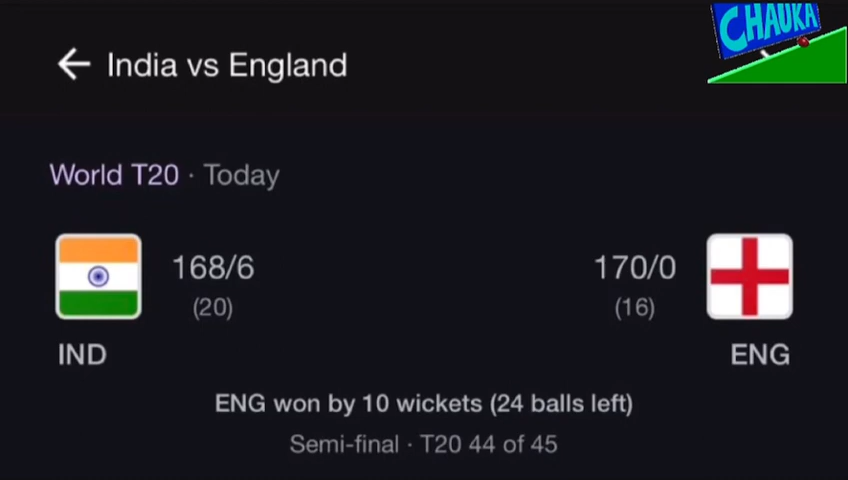 CHAUKA
← India vs England
World T20 · Today
168/6 170/0
(20) (16)
IND ENG
ENG won by 10 wickets (24 balls left)
Semi-final · T20 44 of 45